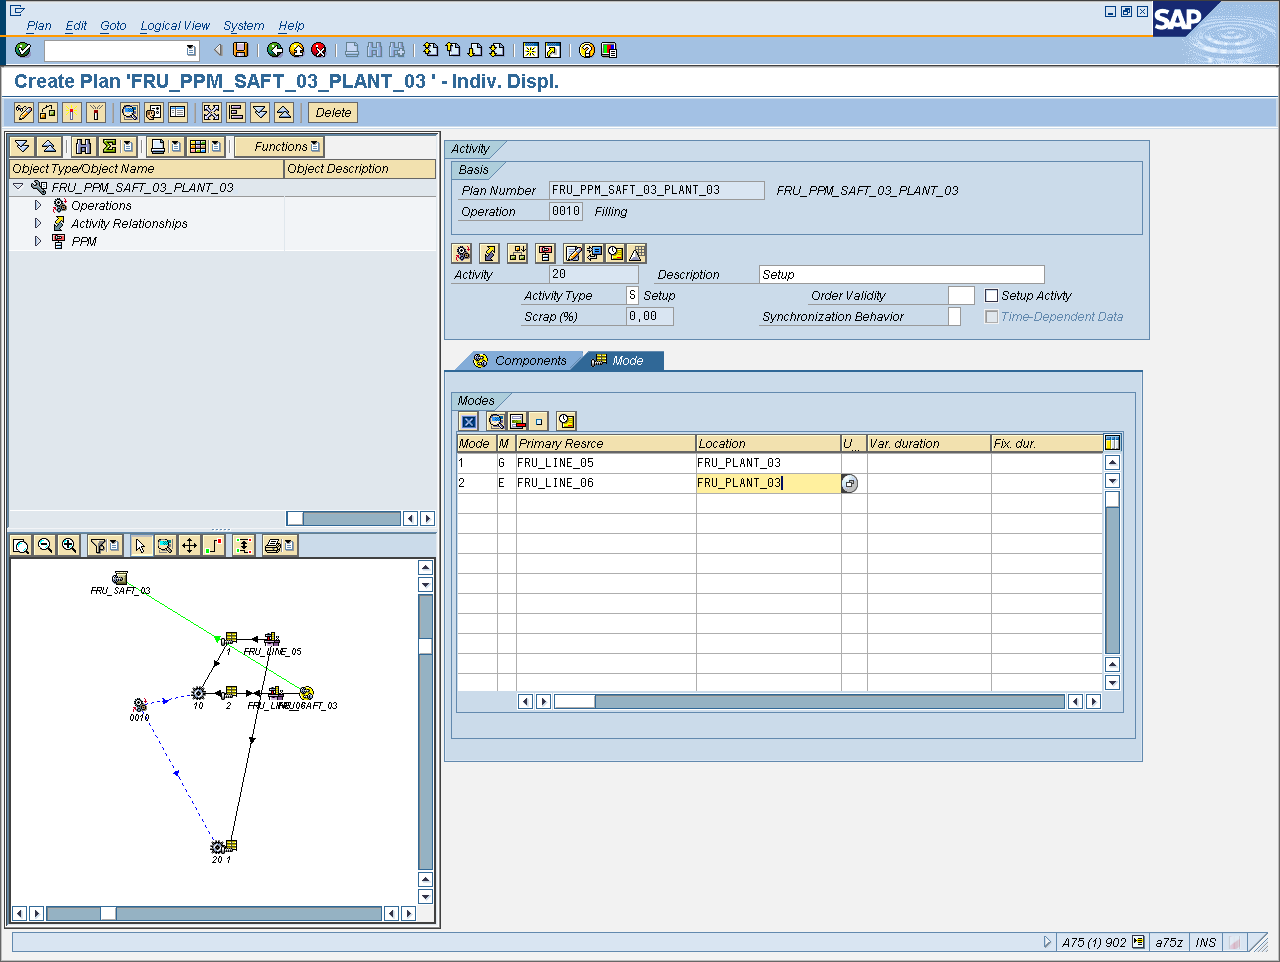 Plan Edit Goto Logical View System Help
SAP
Create Plan 'FRU_PPM_SAFT_03_PLANT_03 ' - Indiv. Displ.
Delete
Functions
Object Type/Object Name Object Description
FRU_PPM_SAFT_03_PLANT_03
Operations
Activity Relationships
PPM
Activity
Basis
Plan Number FRU_PPM_SAFT_03_PLANT_03 FRU_PPM_SAFT_03_PLANT_03
Operation 0010 Filling
Activity 20 Description Setup
Activity Type S Setup Order Validity Setup Activty
Scrap (%) 0,00 Synchronization Behavior Time-Dependent Data
Components Mode
Modes
Mode M Primary Resrce Location U... Var. duration Fix. dur.
1 G FRU_LINE_05 FRU_PLANT_03
2 E FRU_LINE_06 FRU_PLANT_03
FRU_SAFT_03
1 FRU_LINE_05
0010 10 2
20 1
A75 (1) 902 a75z INS